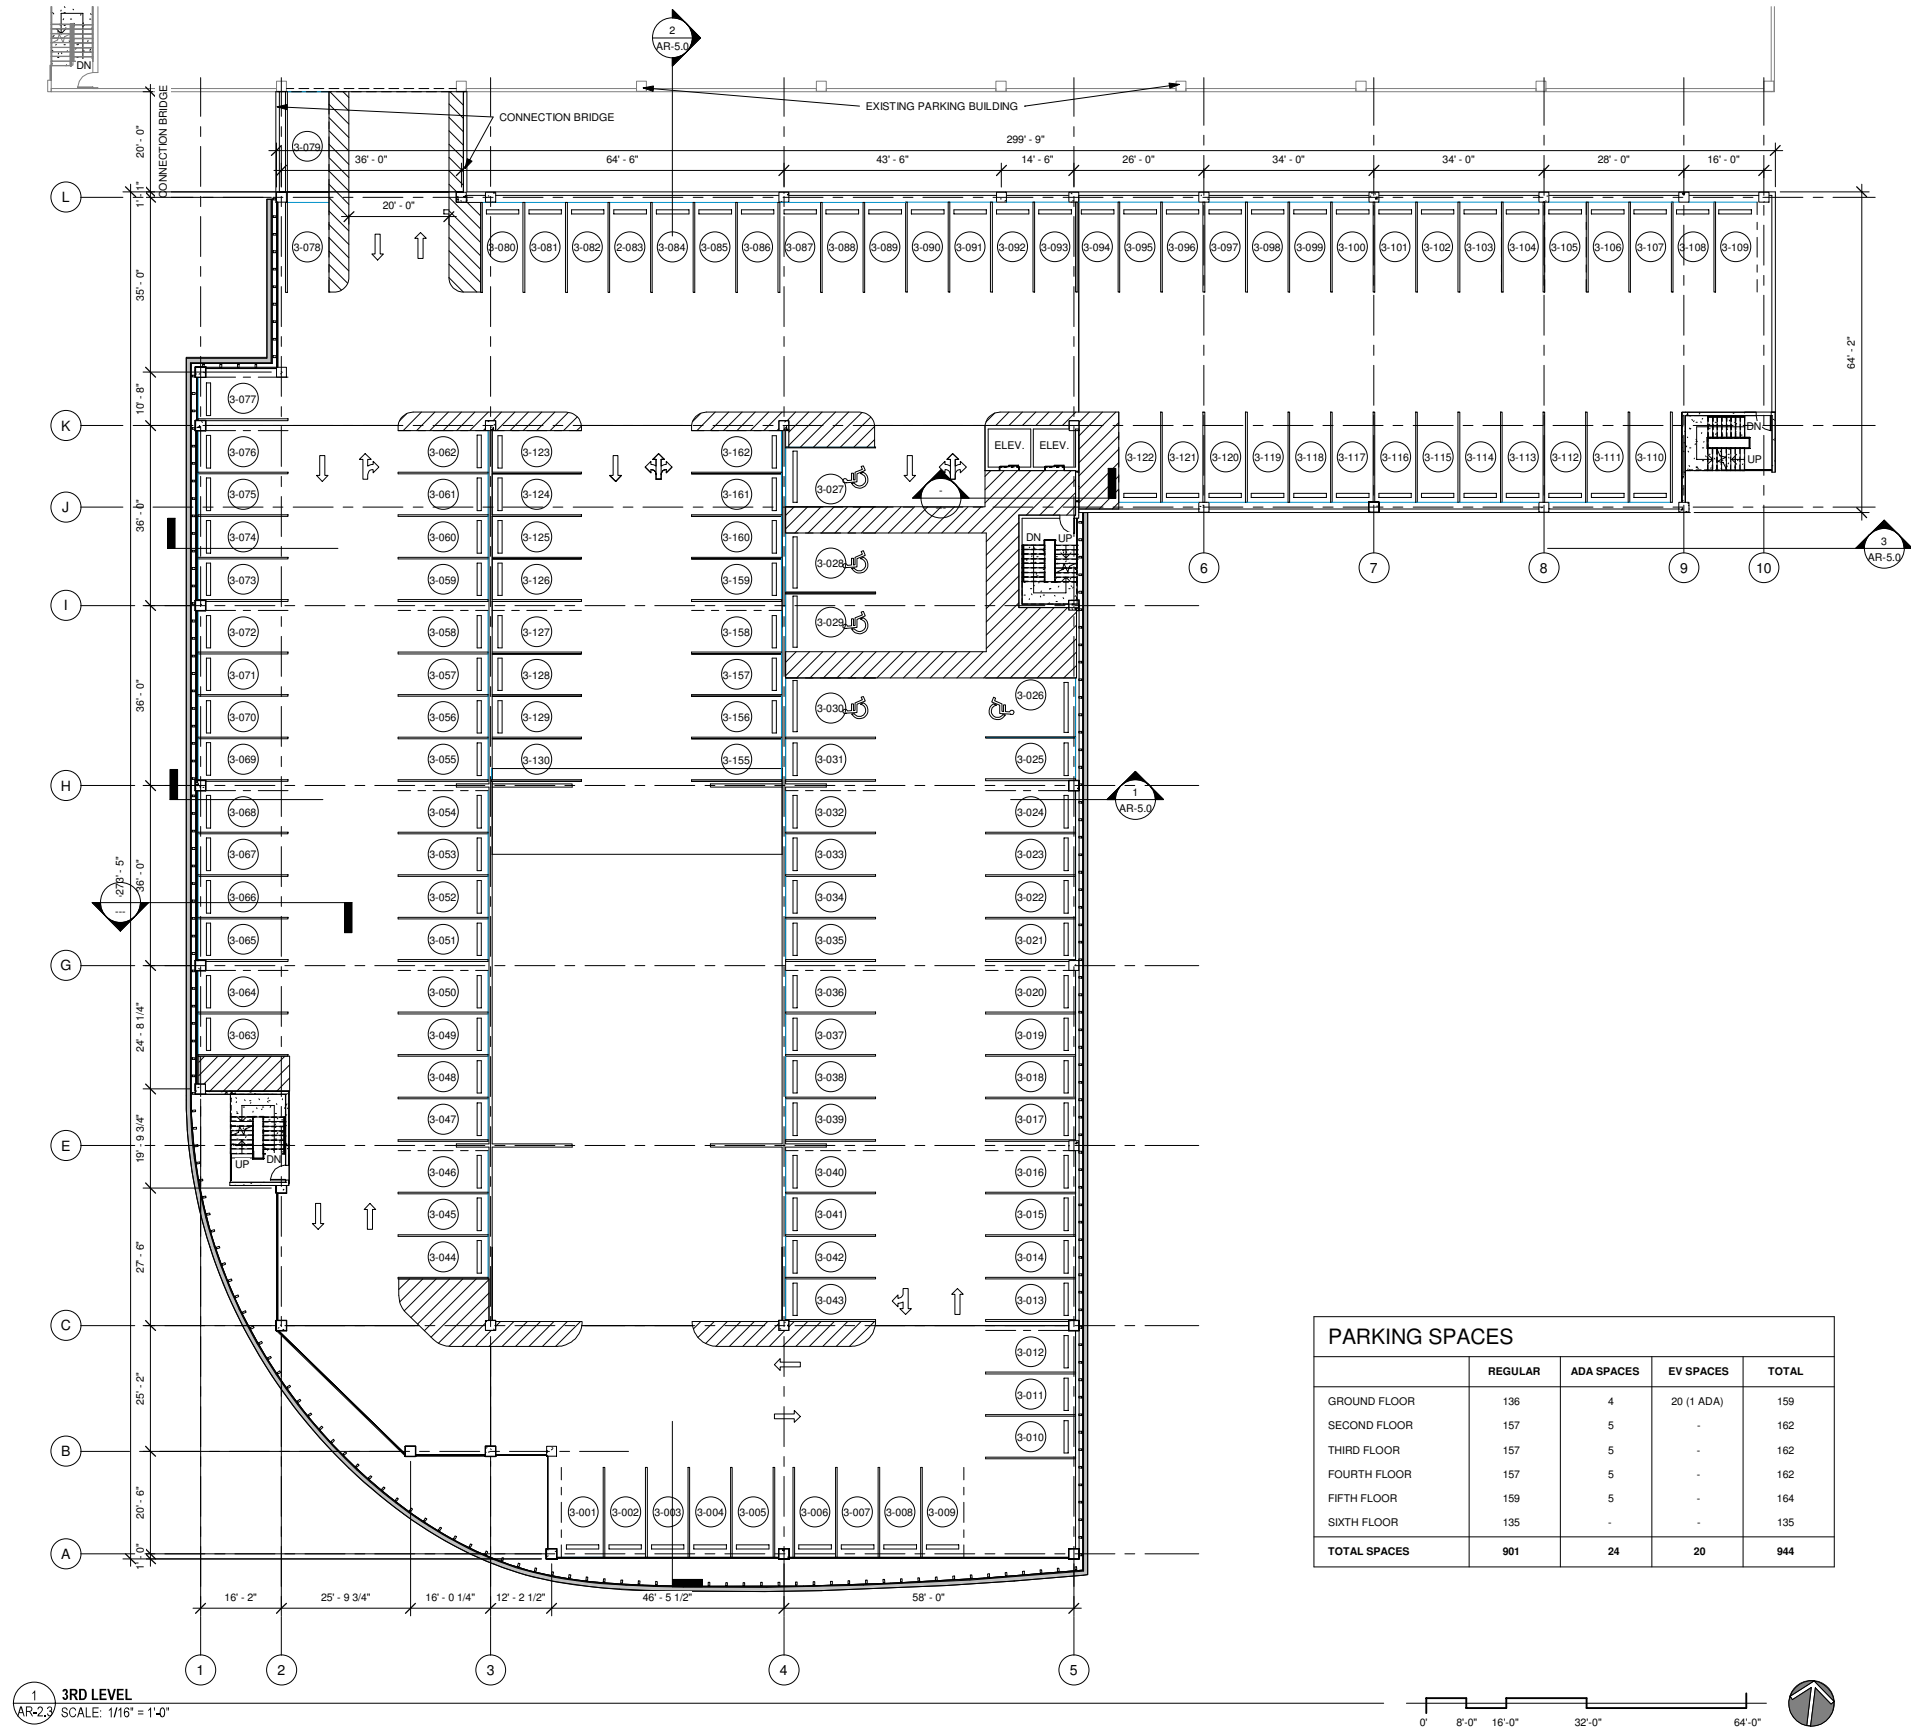 DN
2
AR-5.0
CONNECTION BRIDGE
EXISTING PARKING BUILDING
CONNECTION BRIDGE
20' - 0"
3-079
299' - 9"
36' - 0"
64' - 6"
43' - 6"
14' - 6"
26' - 0"
34' - 0"
34' - 0"
28' - 0"
16' - 0"
L
1' - 1"
20' - 0"
3-078
3-080
3-081
3-082
2-083
3-084
3-085
3-086
3-087
3-088
3-089
3-090
3-091
3-092
3-093
3-094
3-095
3-096
3-097
3-098
3-099
3-100
3-101
3-102
3-103
3-104
3-105
3-106
3-107
3-108
3-109
35' - 0"
64' - 2"
10' - 8"
3-077
K
3-076
3-062
3-123
3-162
ELEV.
ELEV.
DN
UP
3-122
3-121
3-120
3-119
3-118
3-117
3-116
3-115
3-114
3-113
3-112
3-111
3-110
3-027
-
3-075
3-061
3-124
3-161
J
36' - 0"
3-074
3-060
3-125
3-160
DN
UP
3-028
3
AR-5.0
6
7
8
9
10
3-073
3-059
3-126
3-159
I
3-072
3-058
3-127
3-158
3-029
3-071
3-057
3-128
3-157
36' - 0"
3-026
3-070
3-056
3-129
3-156
3-030
3-069
3-055
3-130
3-155
3-031
3-025
H
1
AR-5.0
3-068
3-054
3-032
3-024
3-067
3-053
3-033
3-023
273' - 5"
36' - 0"
---
3-066
3-052
3-034
3-022
3-065
3-051
3-035
3-021
G
3-064
3-050
3-036
3-020
24' - 8 1/4"
3-063
3-049
3-037
3-019
3-048
3-038
3-018
3-047
3-039
3-017
19' - 9 3/4"
E
UP
DN
3-046
3-040
3-016
3-045
3-041
3-015
27' - 6"
3-044
3-042
3-014
3-043
3-013
C
3-012
25' - 2"
3-011
3-010
B
20' - 6"
3-001
3-002
3-003
3-004
3-005
3-006
3-007
3-008
3-009
A
1' - 0"
16' - 2"
25' - 9 3/4"
16' - 0 1/4"
12' - 2 1/2"
46' - 5 1/2"
58' - 0"
1
2
3
4
5
PARKING SPACES
REGULAR ADA SPACES EV SPACES TOTAL
GROUND FLOOR 136 4 20 (1 ADA) 159
SECOND FLOOR 157 5 - 162
THIRD FLOOR 157 5 - 162
FOURTH FLOOR 157 5 - 162
FIFTH FLOOR 159 5 - 164
SIXTH FLOOR 135 - - 135
TOTAL SPACES 901 24 20 944
1
AR-2.3
3RD LEVEL
SCALE: 1/16" = 1'-0"
0' 8'-0" 16'-0" 32'-0" 64'-0"